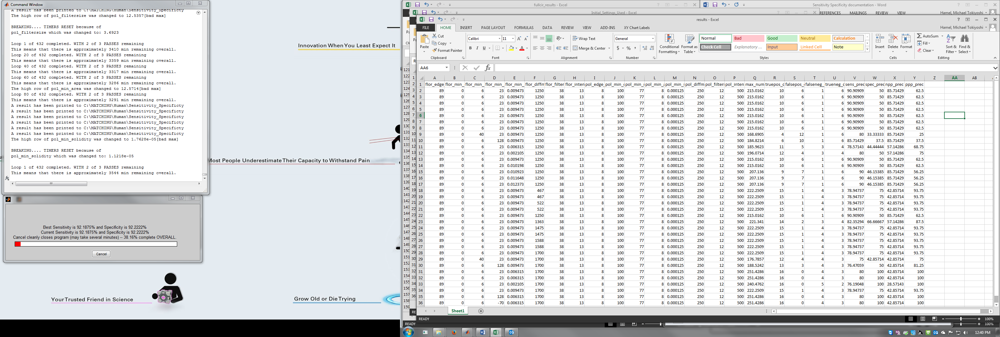 Command Window
A result has been printed to C:\MATCHING\Human\Sensitivity_Specificty
The high row of pol_filtersize was changed to 12.5357[bad max]
BREAKING.... TIMERS RESET because of
pol_filtersize which was changed to: 3.6923
Loop 1 of 432 completed. WITH 2 of 3 PASSES remaining
This means that there is approximately 3410 min remaining overall.
Loop 20 of 432 completed. WITH 2 of 3 PASSES remaining
This means that there is approximately 3359 min remaining overall.
Loop 40 of 432 completed. WITH 2 of 3 PASSES remaining
This means that there is approximately 3317 min remaining overall.
Loop 60 of 432 completed. WITH 2 of 3 PASSES remaining
This means that there is approximately 3286 min remaining overall.
The high row of pol_min_area was changed to 12.5714[bad max]
Loop 80 of 432 completed. WITH 2 of 3 PASSES remaining
This means that there is approximately 3291 min remaining overall.
A result has been printed to C:\MATCHING\Human\Sensitivity_Specificty
A result has been printed to C:\MATCHING\Human\Sensitivity_Specificty
A result has been printed to C:\MATCHING\Human\Sensitivity_Specificty
A result has been printed to C:\MATCHING\Human\Sensitivity_Specificty
A result has been printed to C:\MATCHING\Human\Sensitivity_Specificty
A result has been printed to C:\MATCHING\Human\Sensitivity_Specificty
The high row of pol_min_solidity was changed to 1.7628e-05[bad max]
BREAKING.... TIMERS RESET because of
pol_min_solidity which was changed to: 1.1218e-05
Loop 1 of 432 completed. WITH 2 of 3 PASSES remaining
This means that there is approximately 3544 min remaining overall.
Best Sensitivity is 92.1875% and Specificity is 92.2222%
Current Sensitivity is 92.1875% and Specificity is 92.2222%
Cancel cleanly closes program (may take several minutes) -- 38.16% complete OVERALL.
Cancel
Innovation When You Least Expect It
Most People Underestimate Their Capacity to Withstand Pain
Your Trusted Friend in Science
Grow Old or Die Trying
fullcir_results - Excel
Sensitivity Specificity documentation - Word
Initial_Settings_Used - Excel
REFERENCES MAILINGS REVIEW VIEW Hamel, Michael Tokiyoshi
results - Excel
FILE HOME INSERT PAGE LAYOUT FORMULAS DATA REVIEW VIEW ADD-INS XY Chart Labels Hamel, Michael Tokiyoshi
Paste Cut Copy Format Painter Clipboard
Calibri 11 B I U Font
Wrap Text Merge & Center Alignment
General $ % Number
Conditional Formatting Format as Table
Normal Bad Good Neutral Calculation
Check Cell Explanatory ... Input Linked Cell Note
Styles
Insert Delete Format Cells
AutoSum Fill Clear Sort & Filter Find & Select Editing
AA6 fx
A B C D E F G H I J K L M N O P Q R S T U V W X Y Z AA AB
1 flor_edge_ flor_min_ flor_min_ flor_min_ flor_min_ flor_diffm flor_filter flor_inten pol_edge_ pol_min_ pol_min_ pol_min_ pol_min_s pol_diffm pol_filters pol_inten max_num truepos_c falsepos_ falseneg_ trueneg_c sens_prec spec_prec npp_prec ppp_prec
2 89 0 6 23 0.009473 1250 38 13 8 100 77 8 0.000125 250 12 500 215.0162 10 6 1 6 90.90909 50 85.71429 62.5
3 89 0 6 23 0.009473 1250 38 13 8 100 77 8 0.000125 250 12 500 215.0162 10 6 1 6 90.90909 50 85.71429 62.5
4 89 0 6 23 0.009473 1250 38 13 8 100 77 8 0.000125 250 12 500 215.0162 10 6 1 6 90.90909 50 85.71429 62.5
5 89 0 6 23 0.009473 1250 38 13 8 100 77 8 0.000125 250 12 500 215.0162 10 6 1 6 90.90909 50 85.71429 62.5
6 89 0 6 23 0.009473 1250 38 13 8 100 77 8 0.000125 250 12 500 215.0162 10 6 1 6 90.90909 50 85.71429 62.5
7 89 0 6 23 0.009473 1250 38 13 8 100 77 8 0.000125 250 12 500 215.0162 10 6 1 6 90.90909 50 85.71429 62.5
8 89 0 6 23 0.009473 1250 38 13 8 100 77 8 0.000125 250 12 500 215.0162 10 6 1 6 90.90909 50 85.71429 62.5
9 89 0 40 23 0.009473 1250 38 13 8 100 77 8 0.000125 250 12 500 168.6905 4 12 1 6 80 33.33333 85.71429 25
10 89 0 6 128 0.009473 1250 38 13 8 100 77 8 0.000125 250 12 500 184.8214 6 10 1 6 85.71429 37.5 85.71429 37.5
11 89 0 6 23 0.006315 1250 38 13 8 100 77 8 0.000125 250 12 500 185.9623 11 5 3 4 78.57143 44.44444 57.14286 68.75
12 89 0 6 23 0.002105 1250 38 13 8 100 77 8 0.000125 250 12 500 196.0714 12 4 3 4 80 50 57.14286 75
13 89 0 6 23 0.009473 1250 38 13 8 100 77 8 0.000125 250 12 500 215.0162 10 6 1 6 90.90909 50 85.71429 62.5
14 89 0 6 23 0.010198 1250 38 13 8 100 77 8 0.000125 250 12 500 215.0162 10 6 1 6 90.90909 50 85.71429 62.5
15 89 0 6 23 0.010923 1250 38 13 8 100 77 8 0.000125 250 12 500 207.136 9 7 1 6 90 46.15385 85.71429 56.25
16 89 0 6 23 0.011648 1250 38 13 8 100 77 8 0.000125 250 12 500 207.136 9 7 1 6 90 46.15385 85.71429 56.25
17 89 0 6 23 0.012373 1250 38 13 8 100 77 8 0.000125 250 12 500 207.136 9 7 1 6 90 46.15385 85.71429 56.25
18 89 0 6 23 0.009473 467 38 13 8 100 77 8 0.000125 250 12 500 222.2509 15 1 4 3 78.94737 75 42.85714 93.75
19 89 0 6 23 0.009473 467 38 13 8 100 77 8 0.000125 250 12 500 222.2509 15 1 4 3 78.94737 75 42.85714 93.75
20 89 0 6 23 0.009473 522 38 13 8 100 77 8 0.000125 250 12 500 222.2509 15 1 4 3 78.94737 75 42.85714 93.75
21 89 0 6 23 0.009473 522 38 13 8 100 77 8 0.000125 250 12 500 222.2509 15 1 4 3 78.94737 75 42.85714 93.75
22 89 0 6 23 0.009473 1250 38 13 8 100 77 8 0.000125 250 12 500 215.0162 10 6 1 6 90.90909 50 85.71429 62.5
23 89 0 6 23 0.009473 1363 38 13 8 100 77 8 0.000125 250 12 500 221.341 14 2 3 4 82.35294 66.66667 57.14286 87.5
24 89 0 6 23 0.009473 1475 38 13 8 100 77 8 0.000125 250 12 500 222.2509 15 1 4 3 78.94737 75 42.85714 93.75
25 89 0 6 23 0.009473 1475 38 13 8 100 77 8 0.000125 250 12 500 222.2509 15 1 4 3 78.94737 75 42.85714 93.75
26 89 0 6 23 0.009473 1588 38 13 8 100 77 8 0.000125 250 12 500 222.2509 15 1 4 3 78.94737 75 42.85714 93.75
27 89 0 6 23 0.009473 1588 38 13 8 100 77 8 0.000125 250 12 500 222.2509 15 1 4 3 78.94737 75 42.85714 93.75
28 89 0 6 23 0.009473 1700 38 13 8 100 77 8 0.000125 250 12 500 222.2509 15 1 4 3 78.94737 75 42.85714 93.75
29 89 0 40 23 0.009473 1700 38 13 8 100 77 8 0.000125 250 12 500 176.7857 12 4 4 3 75 42.85714 42.85714 75
30 89 0 6 128 0.009473 1700 38 13 8 100 77 8 0.000125 250 12 500 188.5242 13 3 4 3 76.47059 50 42.85714 81.25
31 89 0 6 23 0.006315 1700 38 13 8 100 77 8 0.000125 250 12 500 251.4286 16 0 4 3 80 100 42.85714 100
32 89 0 6 23 0.006315 1700 38 13 8 100 77 8 0.000125 250 12 500 251.4286 16 0 4 3 80 100 42.85714 100
33 89 0 6 23 0.002105 1700 38 13 8 100 77 8 0.000125 250 12 500 240.4762 16 0 5 2 76.19048 100 28.57143 100
34 89 0 6 23 0.009473 1700 38 13 8 100 77 8 0.000125 250 12 500 222.2509 15 1 4 3 78.94737 75 42.85714 93.75
35 89 0 6 128 0.006315 1700 38 13 8 100 77 8 0.000125 250 12 500 251.4286 16 0 4 3 80 100 42.85714 100
36 89 0 6 -70 0.006315 1700 38 13 8 100 77 8 0.000125 250 12 500 251.4286 16 0 4 3 80 100 42.85714 100
Sheet1
READY 100%
READY 100%
12:40 PM